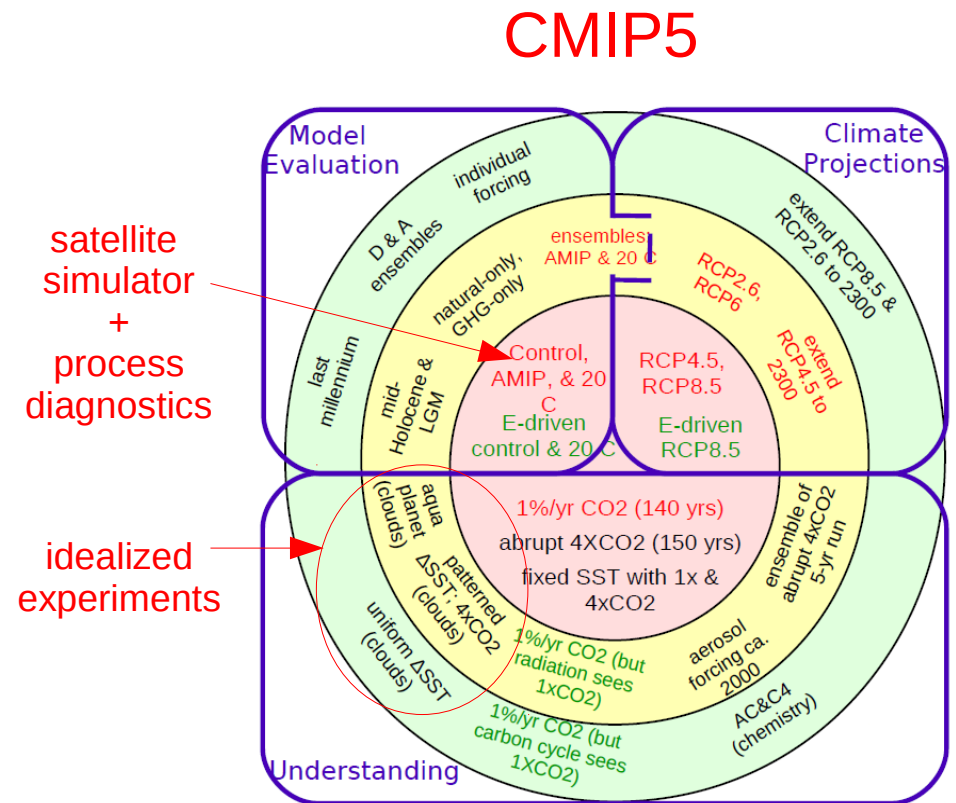 CMIP5
Model
Evaluation
Climate
Projections
individual
forcing
D & A
ensembles
last
millennium
extend RCP8.5 &
RCP2.6 to 2300
ensembles:
AMIP & 20 C
natural-only,
GHG-only
mid-
Holocene &
LGM
RCP2.6,
RCP6
extend
RCP4.5 to
2300
Control,
AMIP, & 20
C
E-driven
control & 20 C
RCP4.5,
RCP8.5
E-driven
RCP8.5
satellite
simulator
+
process
diagnostics
idealized
experiments
1%/yr CO2 (140 yrs)
abrupt 4XCO2 (150 yrs)
fixed SST with 1x &
4xCO2
aqua
planet
(clouds)
patterned
ΔSST; 4xCO2
(clouds)
uniform ΔSST
(clouds)
1%/yr CO2 (but
radiation sees
1xCO2)
1%/yr CO2 (but
carbon cycle sees
1XCO2)
ensemble of
abrupt 4xCO2
5-yr run
aerosol
forcing ca.
2000
AC&C4
(chemistry)
Understanding